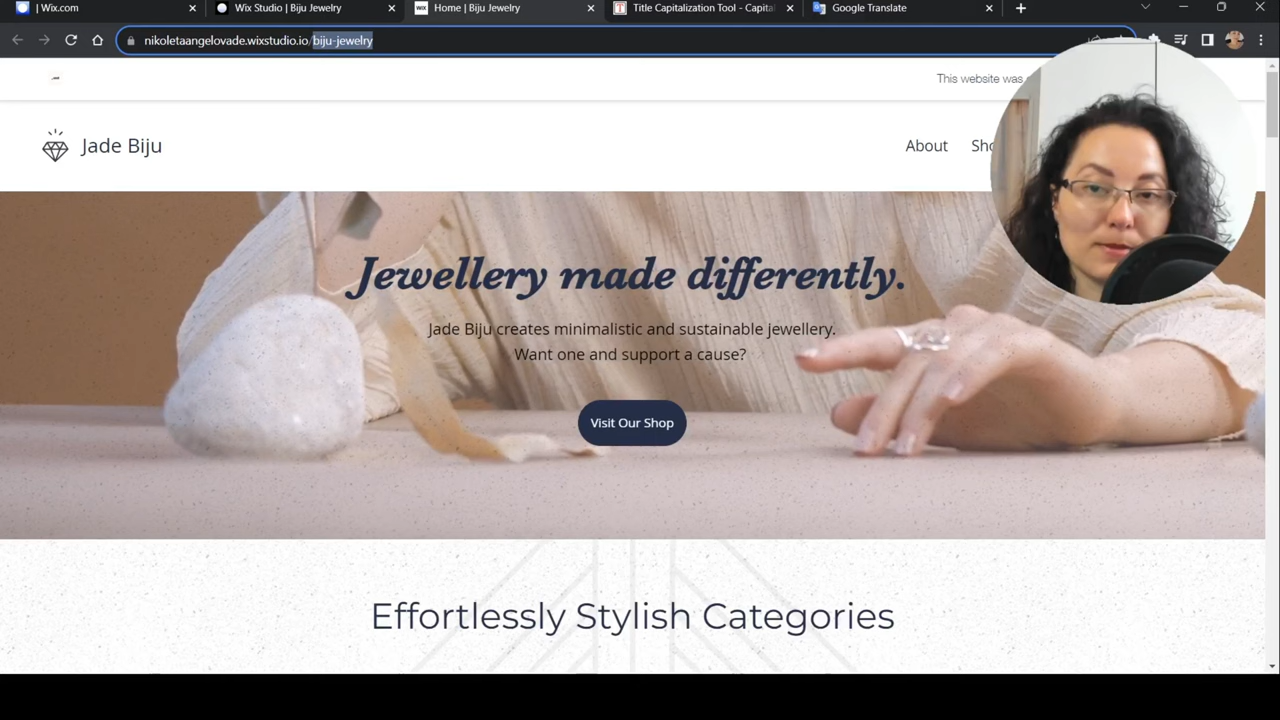 | Wix.com
Wix Studio | Biju Jewelry
WiX
Home | Biju Jewelry
Title Capitalization Tool - Capital
Google Translate
nikoletaangelovade.wixstudio.io/biju-jewelry
This website was
Jade Biju
About
Sho
Jewellery made differently.
Jade Biju creates minimalistic and sustainable jewellery.
Want one and support a cause?
Visit Our Shop
Effortlessly Stylish Categories